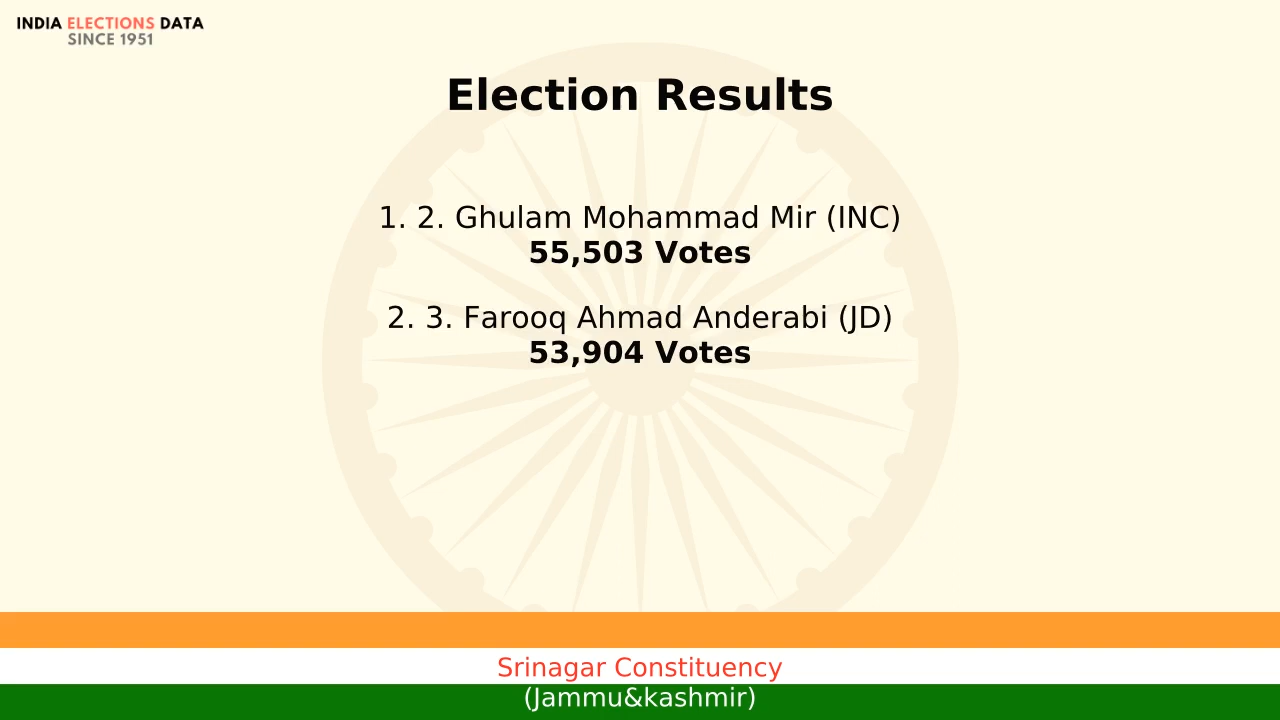 INDIA ELECTIONS DATA
SINCE 1951
Election Results
1. 2. Ghulam Mohammad Mir (INC)
55,503 Votes
2. 3. Farooq Ahmad Anderabi (JD)
53,904 Votes
Srinagar Constituency
(Jammu&kashmir)